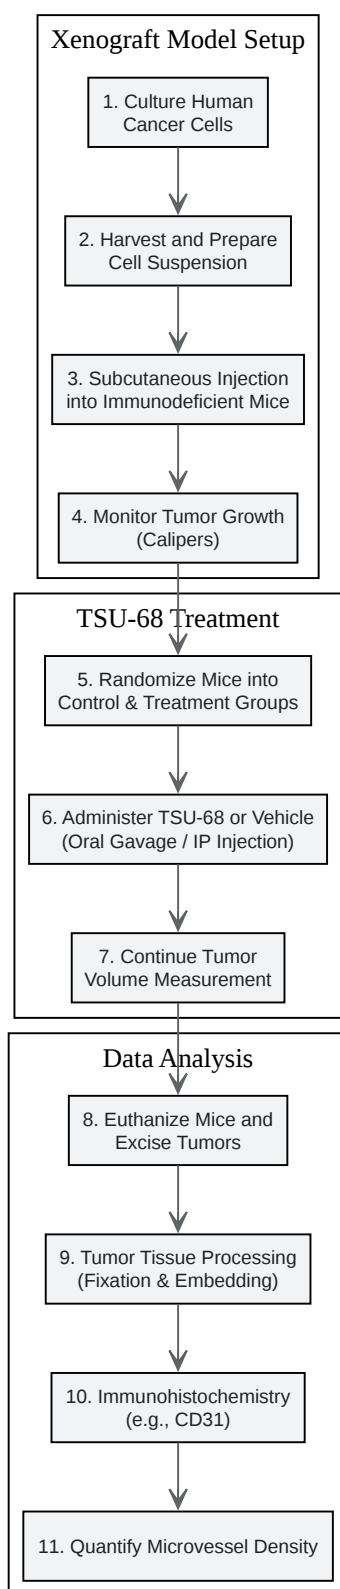 Xenograft Model Setup
1. Culture Human
Cancer Cells
2. Harvest and Prepare
Cell Suspension
3. Subcutaneous Injection
into Immunodeficient Mice
4. Monitor Tumor Growth
(Calipers)
TSU-68 Treatment
5. Randomize Mice into
Control & Treatment Groups
6. Administer TSU-68 or Vehicle
(Oral Gavage / IP Injection)
7. Continue Tumor
Volume Measurement
Data Analysis
8. Euthanize Mice and
Excise Tumors
9. Tumor Tissue Processing
(Fixation & Embedding)
10. Immunohistochemistry
(e.g., CD31)
11. Quantify Microvessel Density